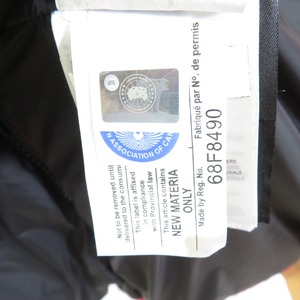 N ASSOCIATION OF CA
Not to be removed until
delivered to the consumer
This label is affixed
in compliance
with Provincial law
This article contains
NEW MATERIA
ONLY
Made by Reg. No.
Fabriqué par N°. de permis
68F8490